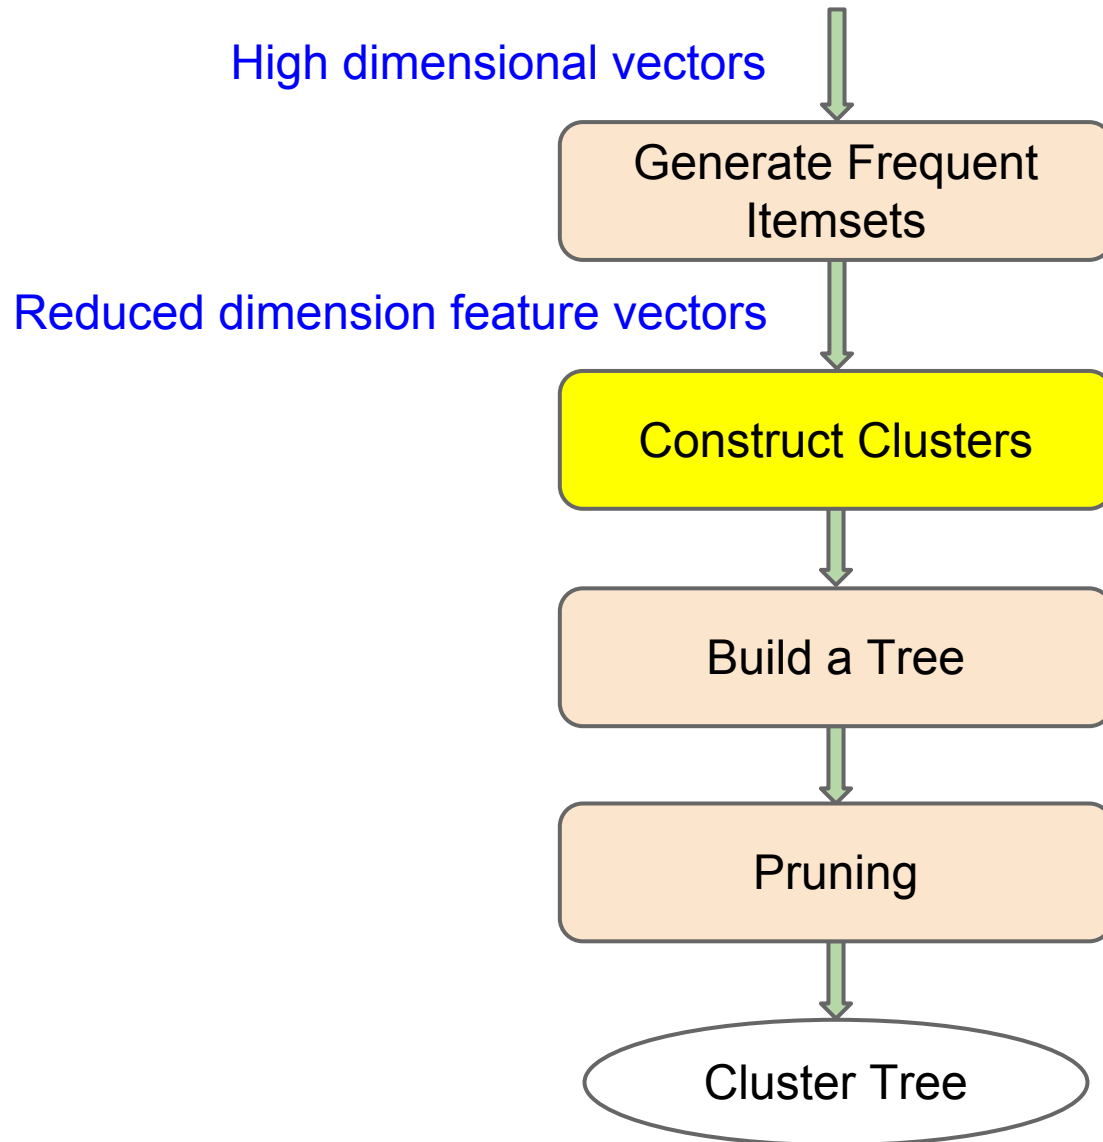 High dimensional vectors
Generate Frequent
Itemsets
Reduced dimension feature vectors
Construct Clusters
Build a Tree
Pruning
Cluster Tree